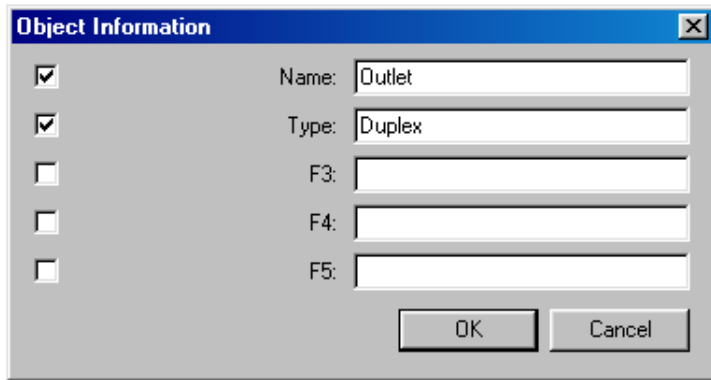 Object Information
Name: Outlet
Type: Duplex
F3:
F4:
F5:
OK Cancel